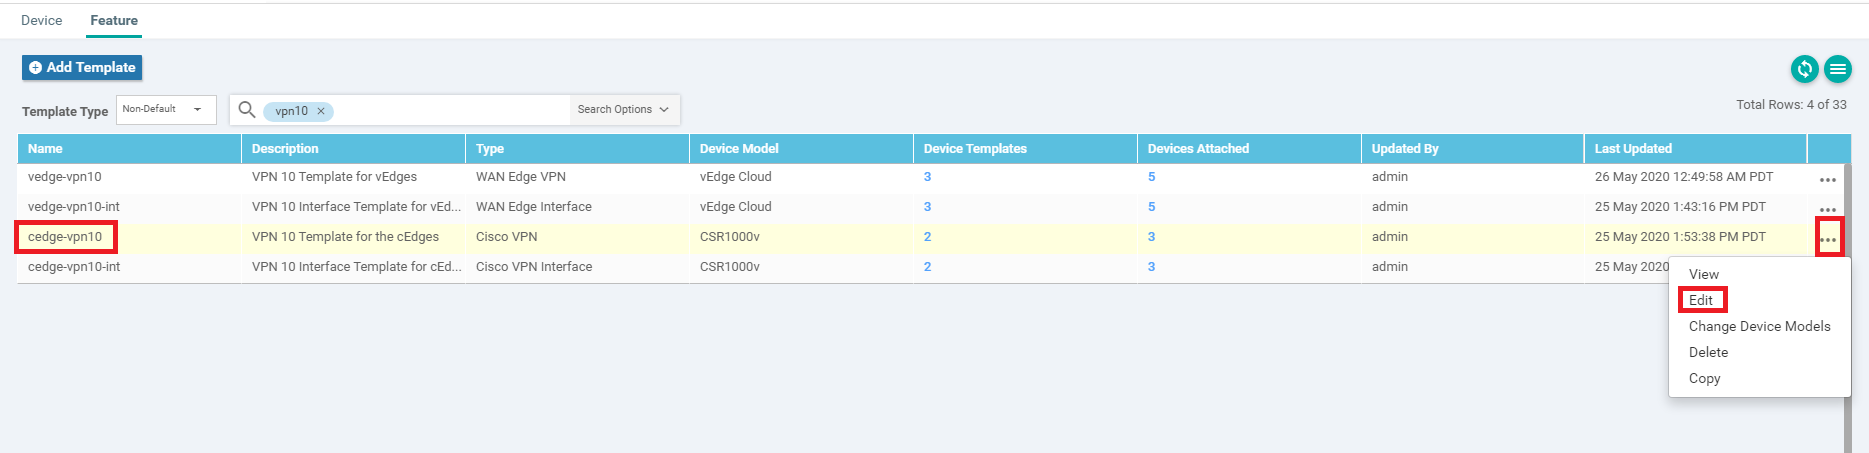 Device Feature
Add Template
Template Type Non-Default vpn10 × Search Options Total Rows: 4 of 33
Name Description Type Device Model Device Templates Devices Attached Updated By Last Updated
vedge-vpn10 VPN 10 Template for vEdges WAN Edge VPN vEdge Cloud 3 5 admin 26 May 2020 12:49:58 AM PDT •••
vedge-vpn10-int VPN 10 Interface Template for vEd... WAN Edge Interface vEdge Cloud 3 5 admin 25 May 2020 1:43:16 PM PDT •••
cedge-vpn10 VPN 10 Template for the cEdges Cisco VPN CSR1000v 2 3 admin 25 May 2020 1:53:38 PM PDT •••
cedge-vpn10-int VPN 10 Interface Template for cEd... Cisco VPN Interface CSR1000v 2 3 admin 25 May 2020
View
Edit
Change Device Models
Delete
Copy